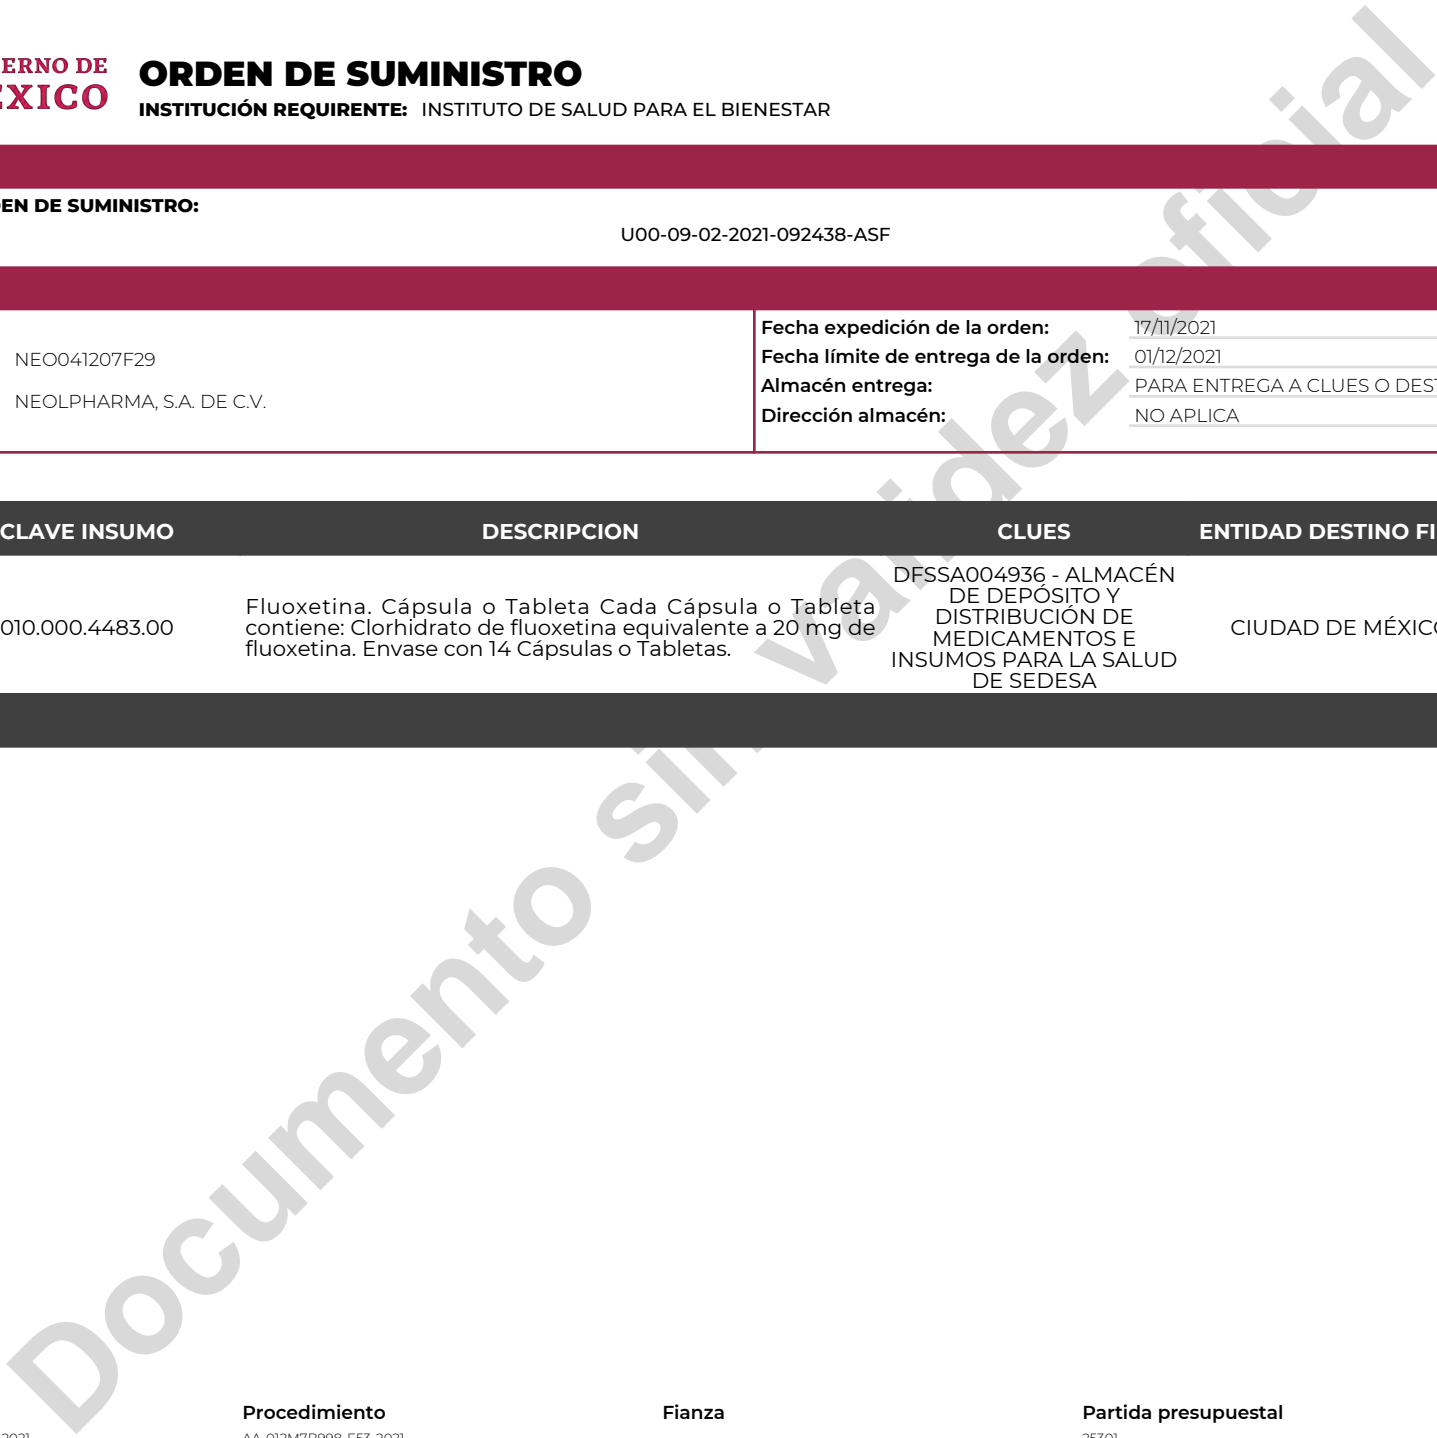 ERNO DE
ÉXICO
ORDEN DE SUMINISTRO
INSTITUCIÓN REQUIRENTE: INSTITUTO DE SALUD PARA EL BIENESTAR
EN DE SUMINISTRO:
U00-09-02-2021-092438-ASF
NEO041207F29
NEOLPHARMA, S.A. DE C.V.
Fecha expedición de la orden: 17/11/2021
Fecha límite de entrega de la orden: 01/12/2021
Almacén entrega: PARA ENTREGA A CLUES O DEST
Dirección almacén: NO APLICA
CLAVE INSUMO DESCRIPCION CLUES ENTIDAD DESTINO FI
010.000.4483.00
Fluoxetina. Cápsula o Tableta Cada Cápsula o Tableta
contiene: Clorhidrato de fluoxetina equivalente a 20 mg de
fluoxetina. Envase con 14 Cápsulas o Tabletas.
DFSSA004936 - ALMACÉN
DE DEPÓSITO Y
DISTRIBUCIÓN DE
MEDICAMENTOS E
INSUMOS PARA LA SALUD
DE SEDESA
CIUDAD DE MÉXICO
Documento sin validez oficial
Procedimiento Fianza Partida presupuestal